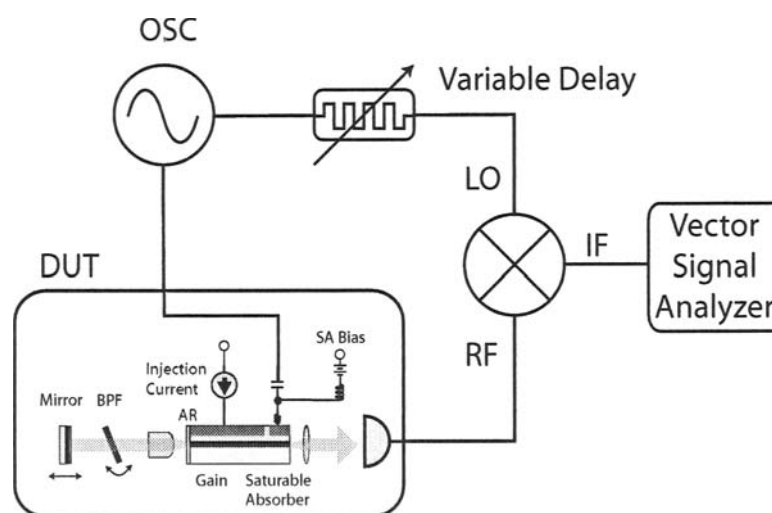 OSC
Variable Delay
LO
Vector
Signal
Analyzer
IF
DUT
RF
SA Bias
Injection
Current
Mirror
BPF
AR
Gain
Saturable
Absorber